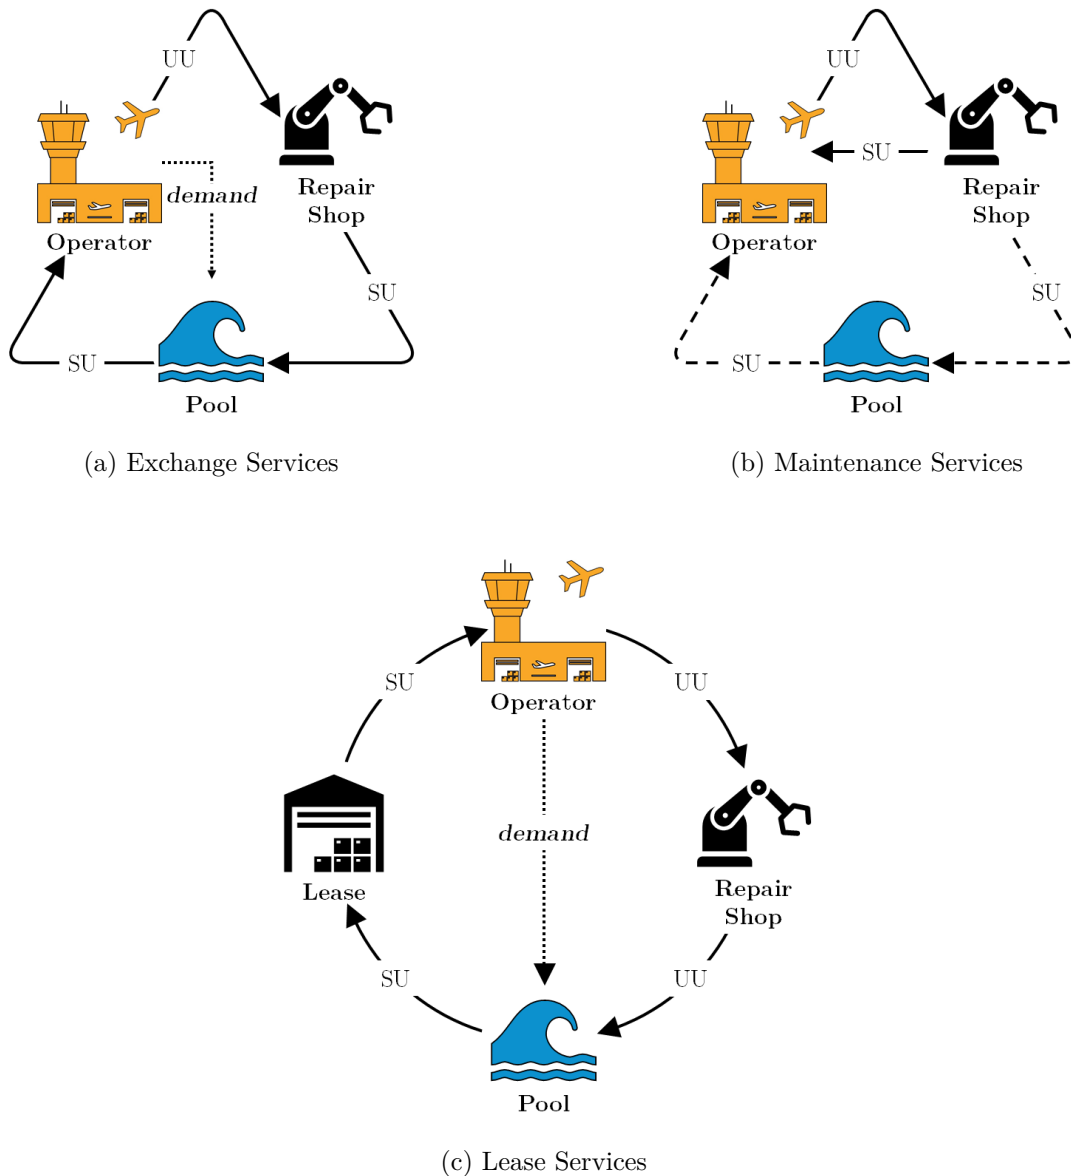 UU
demand
Operator
Repair
Shop
SU
SU
Pool
(a) Exchange Services
UU
SU
Operator
Repair
Shop
SU
SU
Pool
(b) Maintenance Services
Operator
SU
UU
demand
Lease
Repair
Shop
SU
UU
Pool
(c) Lease Services